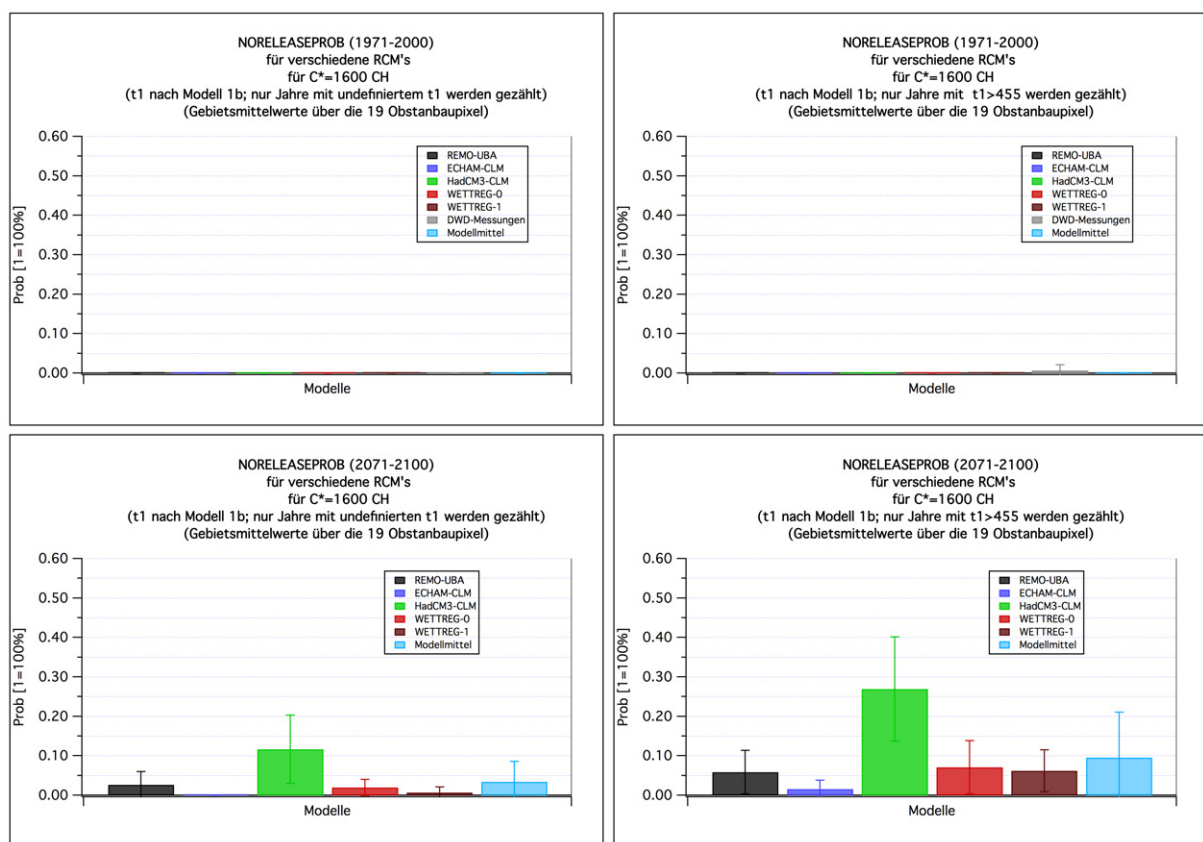 NORELEASEPROB (1971-2000)
für verschiedene RCM's
für C*=1600 CH
(t1 nach Modell 1b; nur Jahre mit undefiniertem t1 werden gezählt)
(Gebietsmittelwerte über die 19 Obstanbaupixel)
0.60
0.50
0.40
0.30
0.20
0.10
0.00
Prob [1=100%]
REMO-UBA
ECHAM-CLM
HadCM3-CLM
WETTREG-0
WETTREG-1
DWD-Messungen
Modellmittel
Modelle
NORELEASEPROB (1971-2000)
für verschiedene RCM's
für C*=1600 CH
(t1 nach Modell 1b; nur Jahre mit t1>455 werden gezählt)
(Gebietsmittelwerte über die 19 Obstanbaupixel)
0.60
0.50
0.40
0.30
0.20
0.10
0.00
Prob [1=100%]
REMO-UBA
ECHAM-CLM
HadCM3-CLM
WETTREG-0
WETTREG-1
DWD-Messungen
Modellmittel
Modelle
NORELEASEPROB (2071-2100)
für verschiedene RCM's
für C*=1600 CH
(t1 nach Modell 1b; nur Jahre mit undefinierten t1 werden gezählt)
(Gebietsmittelwerte über die 19 Obstanbaupixel)
0.60
0.50
0.40
0.30
0.20
0.10
0.00
Prob [1=100%]
REMO-UBA
ECHAM-CLM
HadCM3-CLM
WETTREG-0
WETTREG-1
Modellmittel
Modelle
NORELEASEPROB (2071-2100)
für verschiedene RCM's
für C*=1600 CH
(t1 nach Modell 1b; nur Jahre mit t1>455 werden gezählt)
(Gebietsmittelwerte über die 19 Obstanbaupixel)
0.60
0.50
0.40
0.30
0.20
0.10
0.00
Prob [1=100%]
REMO-UBA
ECHAM-CLM
HadCM3-CLM
WETTREG-0
WETTREG-1
Modellmittel
Modelle